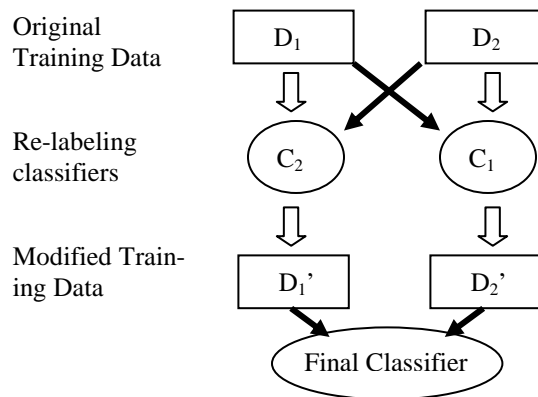 Original
Training Data
D₁
D₂
Re-labeling
classifiers
C₂
C₁
Modified Train-
ing Data
D₁’
D₂’
Final Classifier